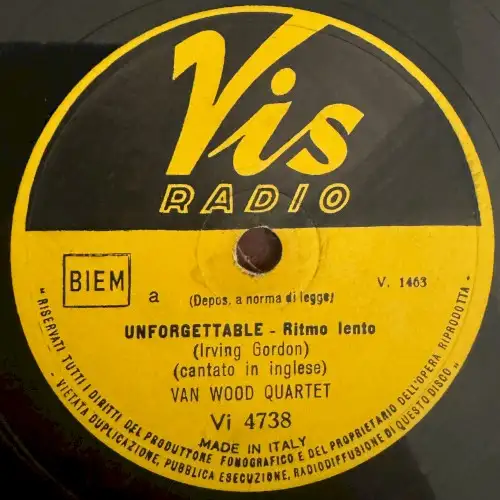 Vis
RADIO
BIEM
a
(Depos. a norma di legge)
V. 1463
UNFORGETTABLE - Ritmo lento
(Irving Gordon)
(cantato in inglese)
VAN WOOD QUARTET
Vi 4738
MADE IN ITALY
" RISERVATI TUTTI I DIRITTI DEL PRODUTTORE FONOGRAFICO E DEL PROPRIETARIO DELL'OPERA RIPRODOTTA -
- VIETATA DUPLICAZIONE, PUBBLICA ESECUZIONE, RADIODIFFUSIONE DI QUESTO DISCO "